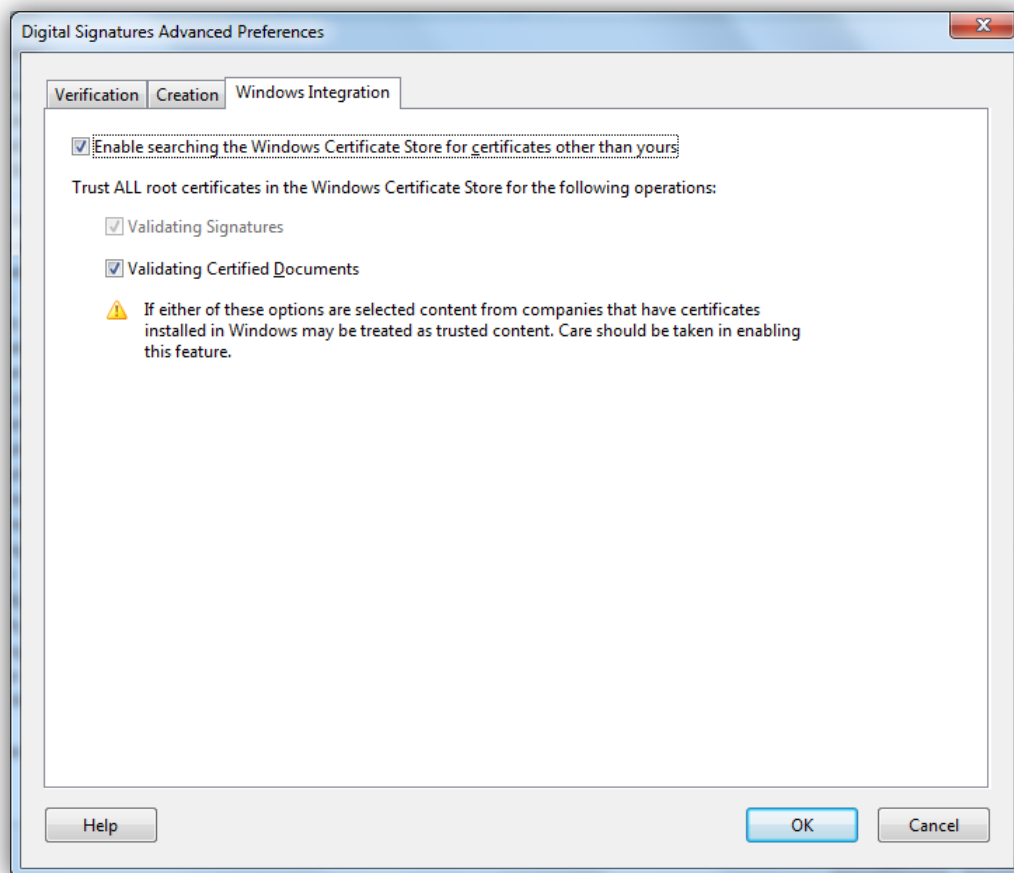 Digital Signatures Advanced Preferences
Verification Creation Windows Integration
Enable searching the Windows Certificate Store for certificates other than yours
Trust ALL root certificates in the Windows Certificate Store for the following operations:
Validating Signatures
Validating Certified Documents
If either of these options are selected content from companies that have certificates
installed in Windows may be treated as trusted content. Care should be taken in enabling
this feature.
Help OK Cancel